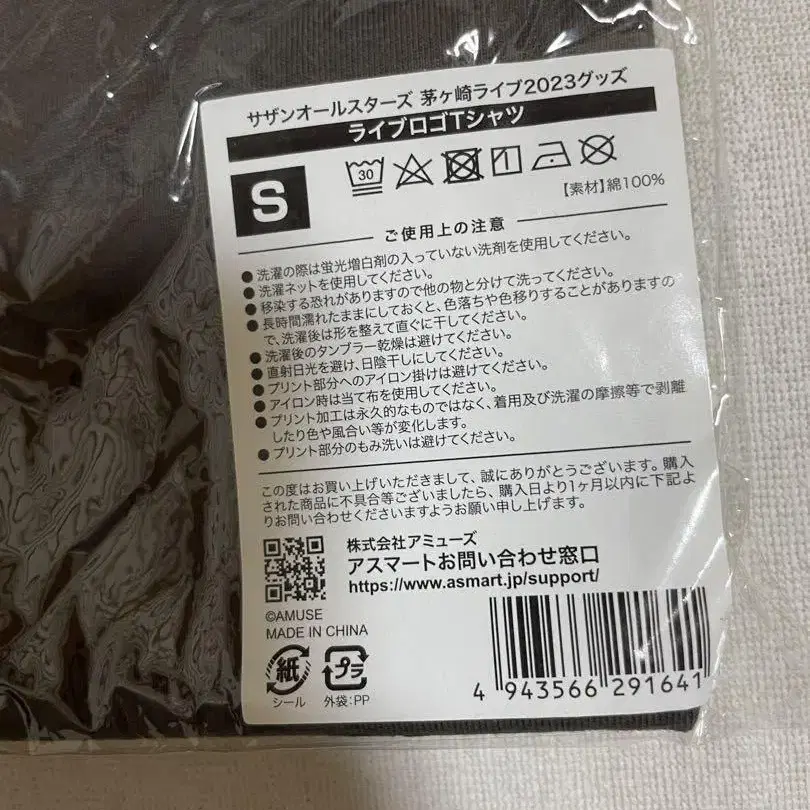 サザンオールスターズ 茅ヶ崎ライブ2023グッズ
ライブロゴTシャツ
S
30
【素材】綿100%
ご使用上の注意
●洗濯の際は蛍光増白剤の入っていない洗剤を使用してください。
●洗濯ネットを使用してください。
●移染する恐れがありますので他の物と分けて洗ってください。
●長時間濡れたままにしておくと、色落ちや色移りすることがありますの
で、洗濯後は形を整えて直ぐに干してください。
●洗濯後のタンブラー乾燥は避けてください。
●直射日光を避け、日陰干しにしてください。
●プリント部分へのアイロン掛けは避けてください。
●アイロン時は当て布を使用してください。
●プリント加工は永久的なものではなく、着用及び洗濯の摩擦等で剥離
したり色や風合い等が変化します。
●プリント部分のもみ洗いは避けてください。
この度はお買い上げいただきまして、誠にありがとうございます。購入
された商品に不具合等ございましたら、購入日より1ヶ月以内に下記よ
りお問い合わせくださいますようお願い申し上げます。
株式会社アミューズ
アスマートお問い合わせ窓口
https://www.asmart.jp/support/
©AMUSE
MADE IN CHINA
紙
シール
プラ
外袋:PP
4 943566 291641